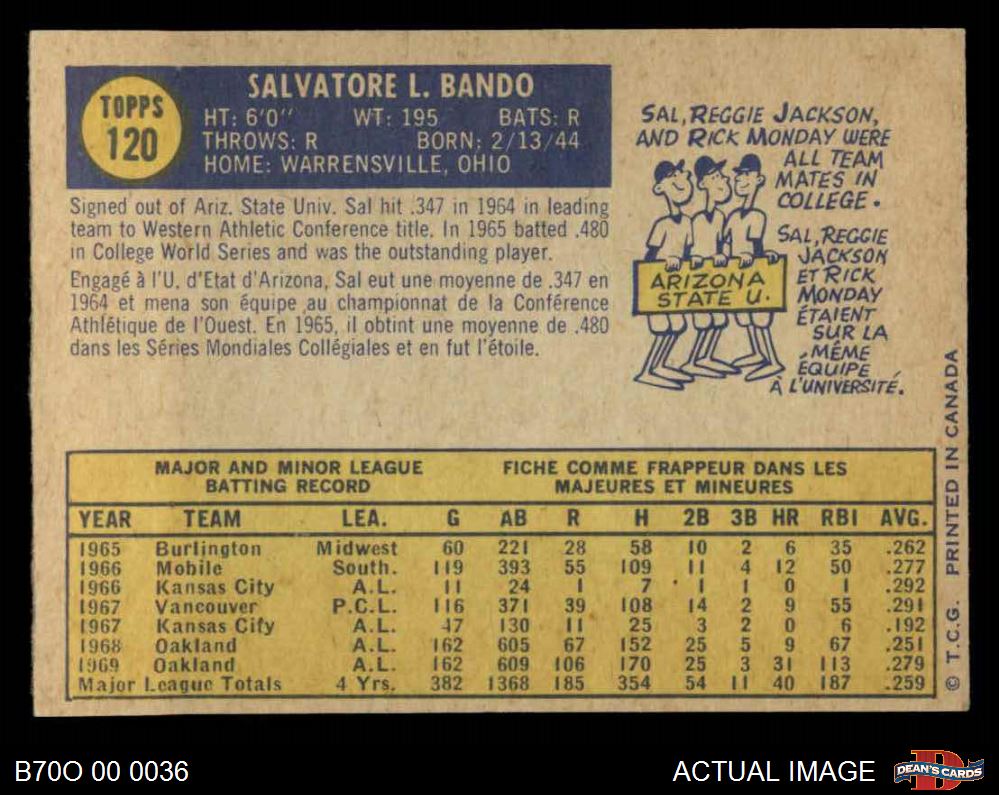 TOPPS
120
SALVATORE L. BANDO
HT: 6'0" WT: 195 BATS: R
THROWS: R BORN: 2/13/44
HOME: WARRENSVILLE, OHIO
Signed out of Ariz. State Univ. Sal hit .347 in 1964 in leading
team to Western Athletic Conference title. In 1965 batted .480
in College World Series and was the outstanding player.
Engagé à l'U. d'Etat d'Arizona, Sal eut une moyenne de .347 en
1964 et mena son équipe au championnat de la Conférence
Athlétique de l'Ouest. En 1965, il obtint une moyenne de .480
dans les Séries Mondiales Collégiales et en fut l'étoile.
SAL, REGGIE JACKSON,
AND RICK MONDAY WERE
ALL TEAM
MATES IN
COLLEGE.
SAL, REGGIE
JACKSON
ET RICK
MONDAY
ÉTAIENT
SUR LA
MÊME
ÉQUIPE
À L'UNIVERSITÉ.
ARIZONA
STATE U.
MAJOR AND MINOR LEAGUE
BATTING RECORD
FICHE COMME FRAPPEUR DANS LES
MAJEURES ET MINEURES
YEAR TEAM LEA. G AB R H 2B 3B HR RBI AVG.
1965 Burlington Midwest 60 221 28 58 10 2 6 35 .262
1966 Mobile South. 119 393 55 109 11 4 12 50 .277
1966 Kansas City A.L. 11 24 1 7 1 1 0 1 .292
1967 Vancouver P.C.L. 116 371 39 108 14 2 9 55 .291
1967 Kansas City A.L. 47 130 11 25 3 2 0 6 .192
1968 Oakland A.L. 162 605 67 152 25 5 9 67 .251
1969 Oakland A.L. 162 609 106 170 25 3 31 113 .279
Major League Totals 4 Yrs. 382 1368 185 354 54 11 40 187 .259
© T.C.G. PRINTED IN CANADA
B70O 00 0036
ACTUAL IMAGE
DEAN'S CARDS